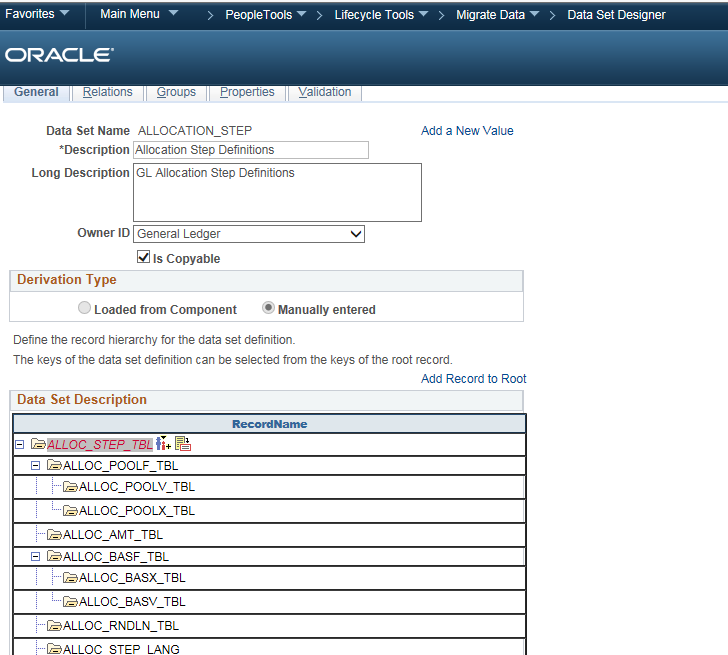 Favorites Main Menu > PeopleTools > Lifecycle Tools > Migrate Data > Data Set Designer
ORACLE
General Relations Groups Properties Validation
Data Set Name ALLOCATION_STEP Add a New Value
*Description Allocation Step Definitions
Long Description GL Allocation Step Definitions
Owner ID General Ledger
Is Copyable
Derivation Type
Loaded from Component Manually entered
Define the record hierarchy for the data set definition.
The keys of the data set definition can be selected from the keys of the root record.
Add Record to Root
Data Set Description
RecordName
ALLOC_STEP_TBL
ALLOC_POOLF_TBL
ALLOC_POOLV_TBL
ALLOC_POOLX_TBL
ALLOC_AMT_TBL
ALLOC_BASF_TBL
ALLOC_BASX_TBL
ALLOC_BASV_TBL
ALLOC_RNDLN_TBL
ALLOC_STEP_LANG